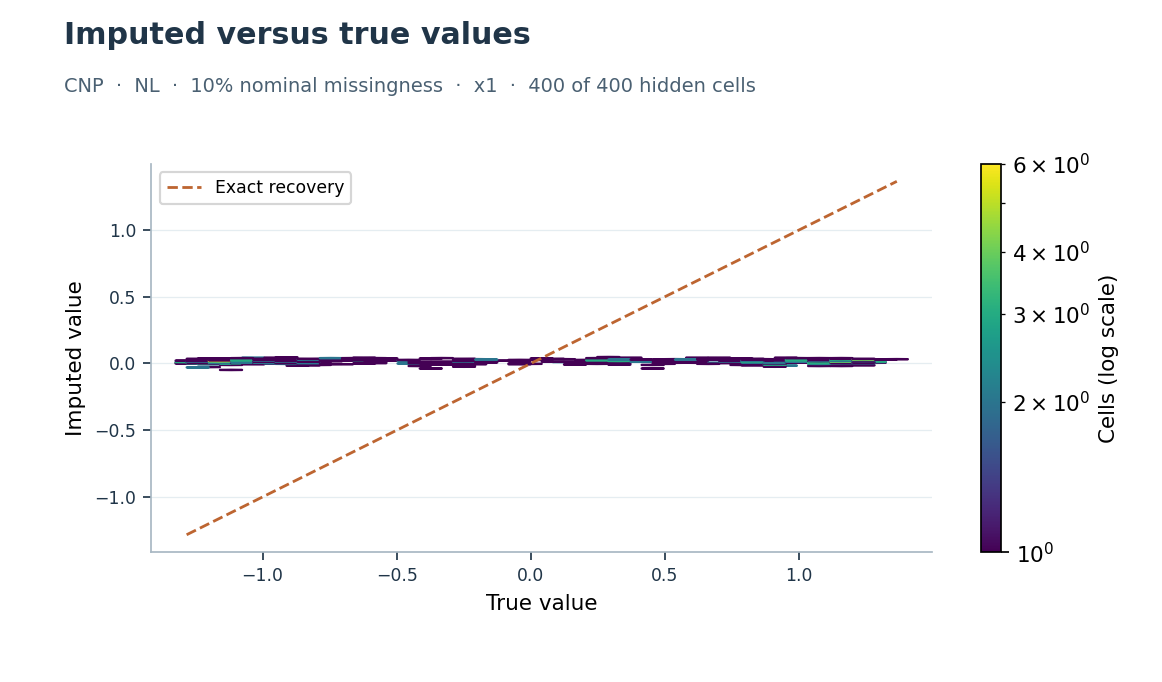 Imputed versus true values
CNP · NL · 10% nominal missingness · x1 · 400 of 400 hidden cells
Exact recovery
1.0
0.5
0.0
−0.5
−1.0
Imputed value
−1.0 −0.5 0.0 0.5 1.0
True value
6 × 10⁰
4 × 10⁰
3 × 10⁰
2 × 10⁰
10⁰
Cells (log scale)